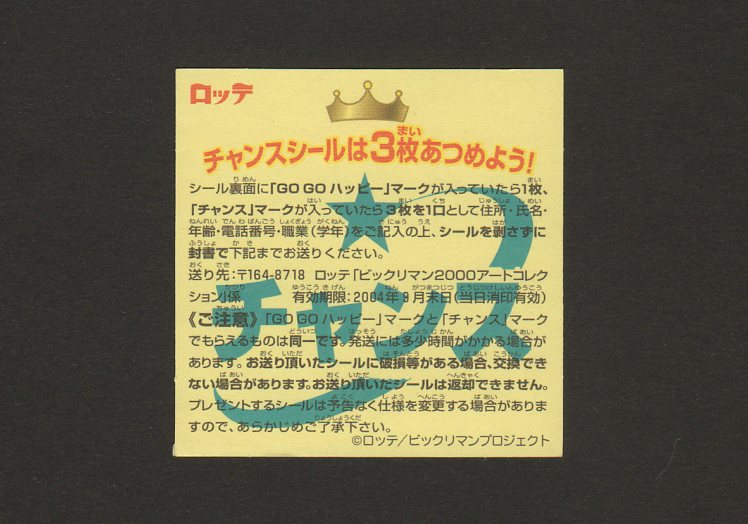 ロッテ
チャンスシールは3枚あつめよう!
シール裏面に「GO GO ハッピー」マークが入っていたら1枚、
「チャンス」マークが入っていたら3枚を1口として住所・氏名・
年齢・電話番号・職業(学年)をご記入の上、シールを剥さずに
封書で下記までお送りください。
送り先:〒164-8718 ロッテ「ビックリマン2000アートコレク
ション」係 有効期限:2004年9月末日(当日消印有効)
《ご注意》「GO GO ハッピー」マークと「チャンス」マーク
でもらえるものは同一です。発送には多少時間がかかる場合が
あります。お送り頂いたシールに破損等がある場合、交換でき
ない場合があります。お送り頂いたシールは返却できません。
プレゼントするシールは予告なく仕様を変更する場合がありま
すので、あらかじめご了承下さい。
©ロッテ/ビックリマンプロジェクト
チャンス